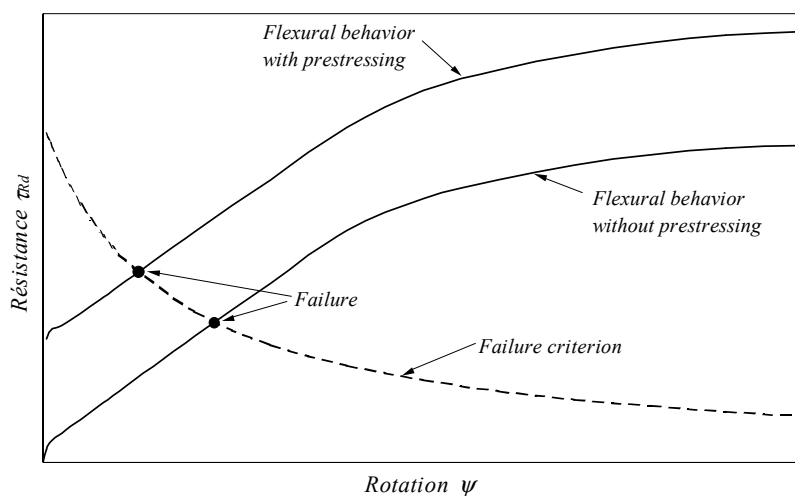 Flexural behavior
with prestressing
Flexural behavior
without prestressing
Résistance τRd
Failure
Failure criterion
Rotation ψ